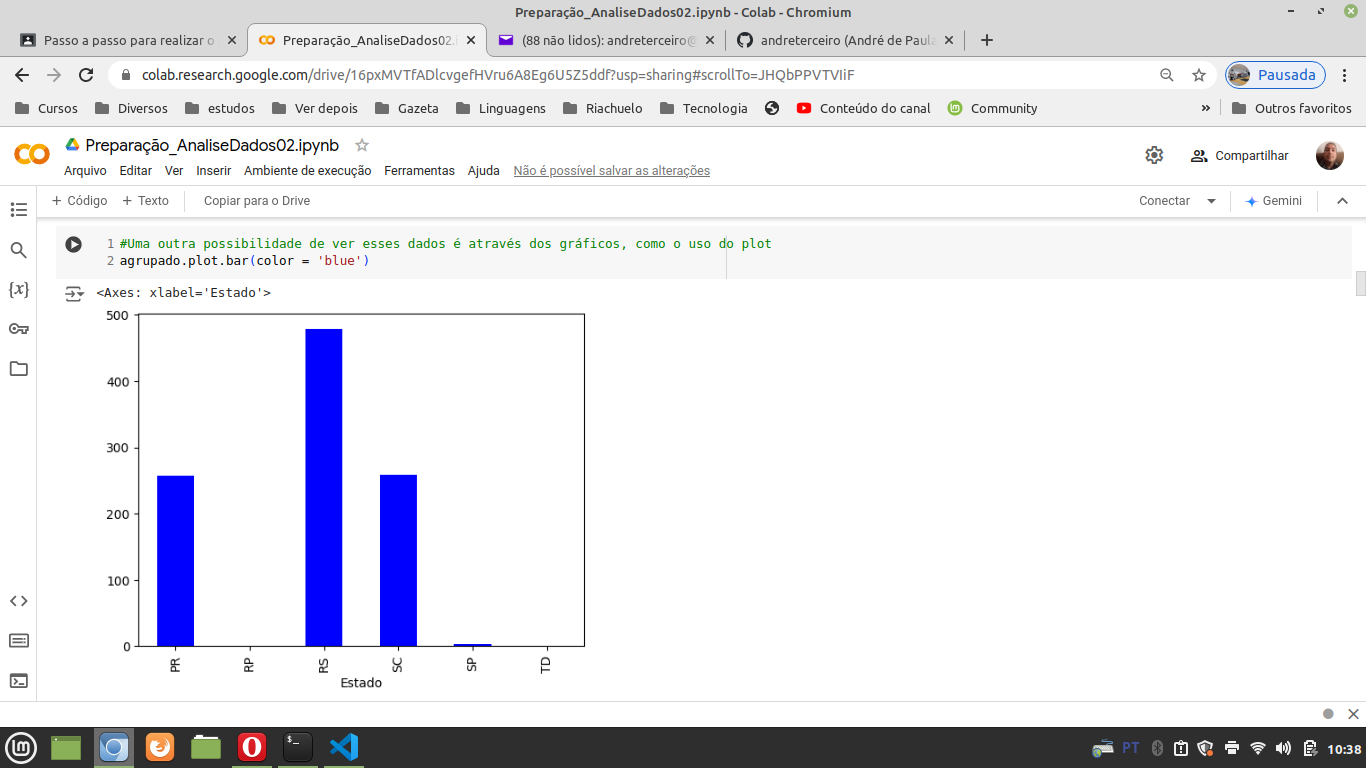 Preparação_AnaliseDados02.ipynb - Colab - Chromium
Passo a passo para realizar o
Preparação_AnaliseDados02.i
(88 não lidos): andreterceiro@
andreterceiro (André de Paula
colab.research.google.com/drive/16pxMVTfADlcvgefHVru6A8Eg6U5Z5ddf?usp=sharing#scrollTo=JHQbPPVTVIiF
Pausada
Cursos
Diversos
estudos
Ver depois
Gazeta
Linguagens
Riachuelo
Tecnologia
Conteúdo do canal
Community
»
Outros favoritos
Preparação_AnaliseDados02.ipynb
Compartilhar
Arquivo Editar Ver Inserir Ambiente de execução Ferramentas Ajuda Não é possível salvar as alterações
+ Código + Texto Copiar para o Drive
Conectar
Gemini
1 #Uma outra possibilidade de ver esses dados é através dos gráficos, como o uso do plot
2 agrupado.plot.bar(color = 'blue')
<Axes: xlabel='Estado'>
{x}
500
400
300
200
100
0
PR
RP
RS
SC
SP
TD
Estado
PT
10:38